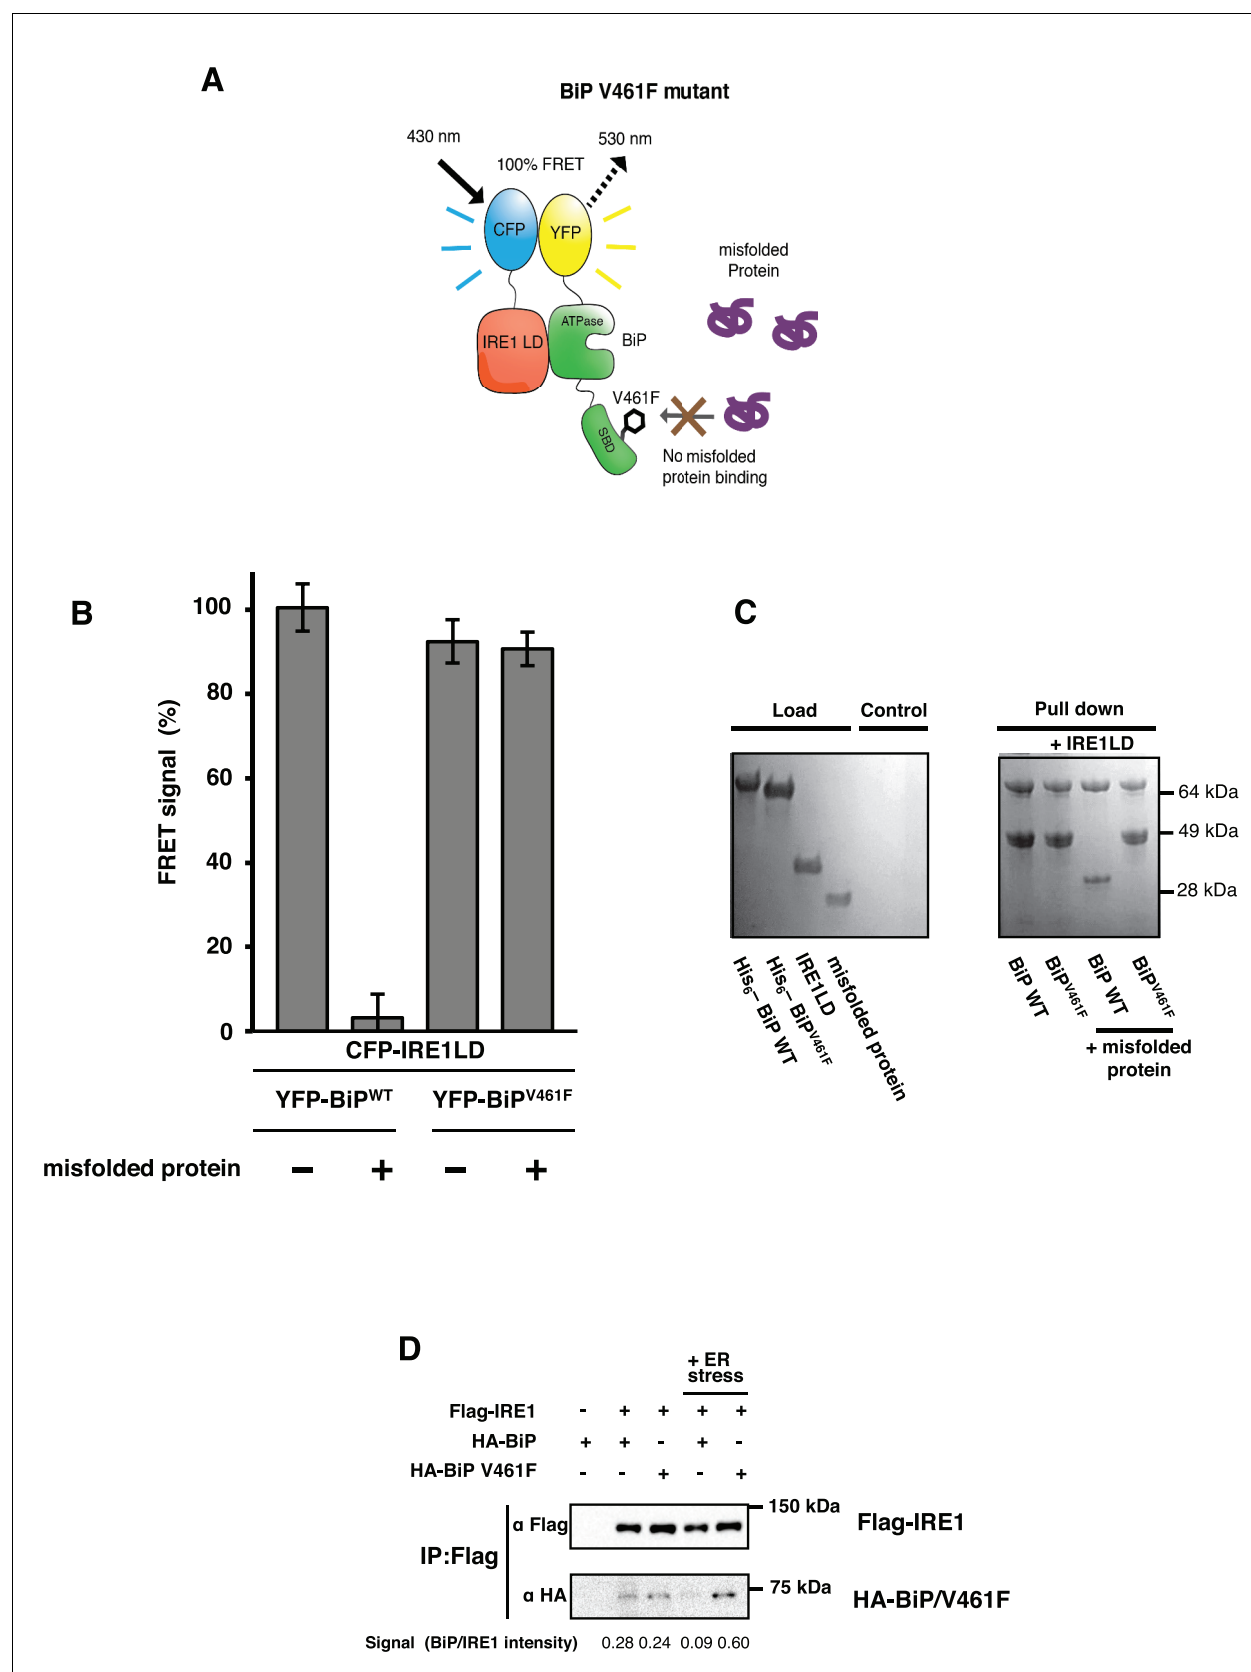 A
BiP V461F mutant
430 nm
530 nm
100% FRET
CFP
YFP
misfolded
Protein
ATPase
IRE1 LD
BiP
V461F
SBD
No misfolded
protein binding
B
FRET signal (%)
100
80
60
40
20
0
CFP-IRE1LD
YFP-BiPWT
YFP-BiPV461F
misfolded protein - + - +
C
Load
Control
Pull down
+ IRE1LD
64 kDa
49 kDa
28 kDa
His6– BiP WT
His6– BiPV461F
IRE1LD
misfolded protein
BiP WT
BiPV461F
BiP WT
BiPV461F
+ misfolded
protein
D
+ ER
stress
Flag-IRE1 - + + + +
HA-BiP + + - + -
HA-BiP V461F - - + - +
IP:Flag
α Flag
150 kDa
Flag-IRE1
α HA
75 kDa
HA-BiP/V461F
Signal (BiP/IRE1 intensity) 0.28 0.24 0.09 0.60